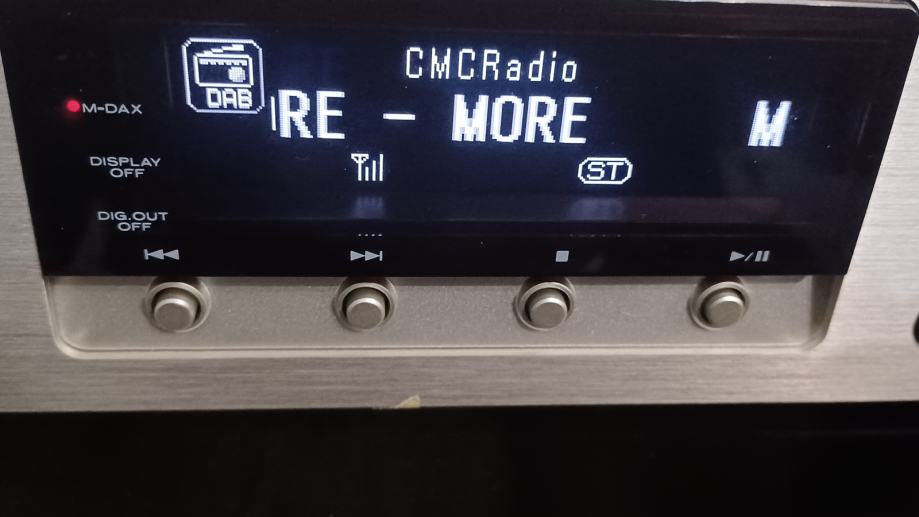 CMCRadio
DAB
M-DAX
RE - MORE M
DISPLAY
OFF
ST
DIG.OUT
OFF